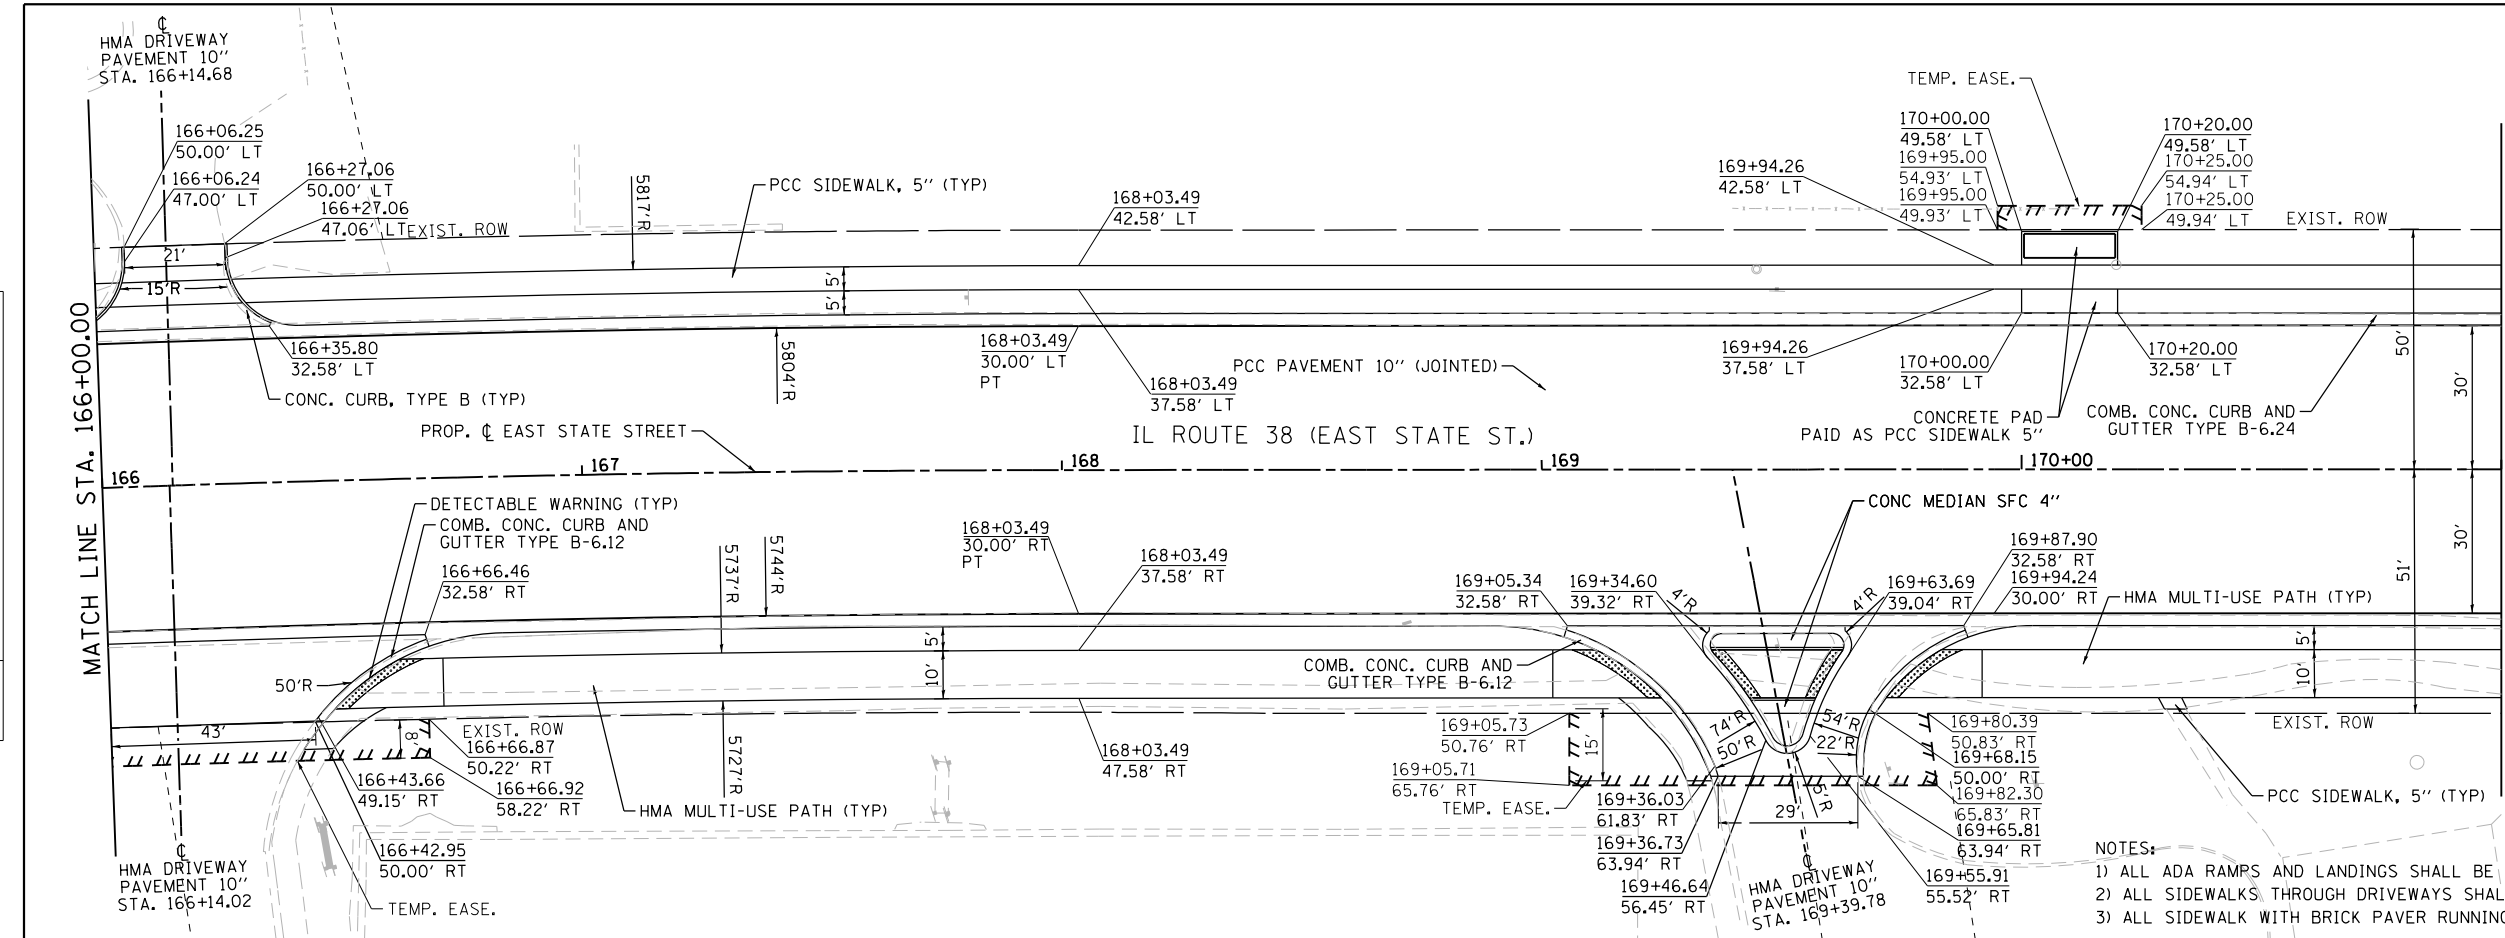 ℄
HMA DRIVEWAY
PAVEMENT 10''
STA. 166+14.68
166+06.25
50.00' LT
166+06.24
47.00' LT
166+27.06
50.00' LT
166+27.06
47.06' LT
EXIST. ROW
21'
15'R
5817'R
PCC SIDEWALK, 5'' (TYP)
168+03.49
42.58' LT
5'
5'
166+35.80
32.58' LT
CONC. CURB, TYPE B (TYP)
5804'R
168+03.49
30.00' LT
PT
168+03.49
37.58' LT
PCC PAVEMENT 10'' (JOINTED)
TEMP. EASE.
169+94.26
42.58' LT
170+00.00
49.58' LT
169+95.00
54.93' LT
169+95.00
49.93' LT
170+20.00
49.58' LT
170+25.00
54.94' LT
170+25.00
49.94' LT
EXIST. ROW
169+94.26
37.58' LT
170+00.00
32.58' LT
170+20.00
32.58' LT
CONCRETE PAD
PAID AS PCC SIDEWALK 5''
COMB. CONC. CURB AND
GUTTER TYPE B-6.24
50'
30'
MATCH LINE STA. 166+00.00
PROP. ℄ EAST STATE STREET
IL ROUTE 38 (EAST STATE ST.)
166
167
168
169
170+00
DETECTABLE WARNING (TYP)
COMB. CONC. CURB AND
GUTTER TYPE B-6.12
166+66.46
32.58' RT
5737'R
5744'R
168+03.49
30.00' RT
PT
168+03.49
37.58' RT
CONC MEDIAN SFC 4''
169+05.34
32.58' RT
169+34.60
39.32' RT
4'R
4'R
169+63.69
39.04' RT
169+87.90
32.58' RT
169+94.24
30.00' RT
HMA MULTI-USE PATH (TYP)
51'
30'
5'
10'
5'
10'
COMB. CONC. CURB AND
GUTTER TYPE B-6.12
50'R
43'
8'
EXIST. ROW
166+66.87
50.22' RT
166+43.66
49.15' RT
166+66.92
58.22' RT
5727'R
HMA MULTI-USE PATH (TYP)
168+03.49
47.58' RT
166+42.95
50.00' RT
TEMP. EASE.
℄
HMA DRIVEWAY
PAVEMENT 10''
STA. 166+14.02
169+05.73
50.76' RT
15'
169+05.71
65.76' RT
TEMP. EASE.
74'R
50'R
54'R
22'R
5'R
29'
169+36.03
61.83' RT
169+36.73
63.94' RT
169+46.64
56.45' RT
℄
HMA DRIVEWAY
PAVEMENT 10''
STA. 169+39.78
169+80.39
50.83' RT
169+68.15
50.00' RT
169+82.30
65.83' RT
169+65.81
63.94' RT
169+55.91
55.52' RT
EXIST. ROW
PCC SIDEWALK, 5'' (TYP)
NOTES:
1) ALL ADA RAMPS AND LANDINGS SHALL BE
2) ALL SIDEWALKS THROUGH DRIVEWAYS SHAL
3) ALL SIDEWALK WITH BRICK PAVER RUNNING